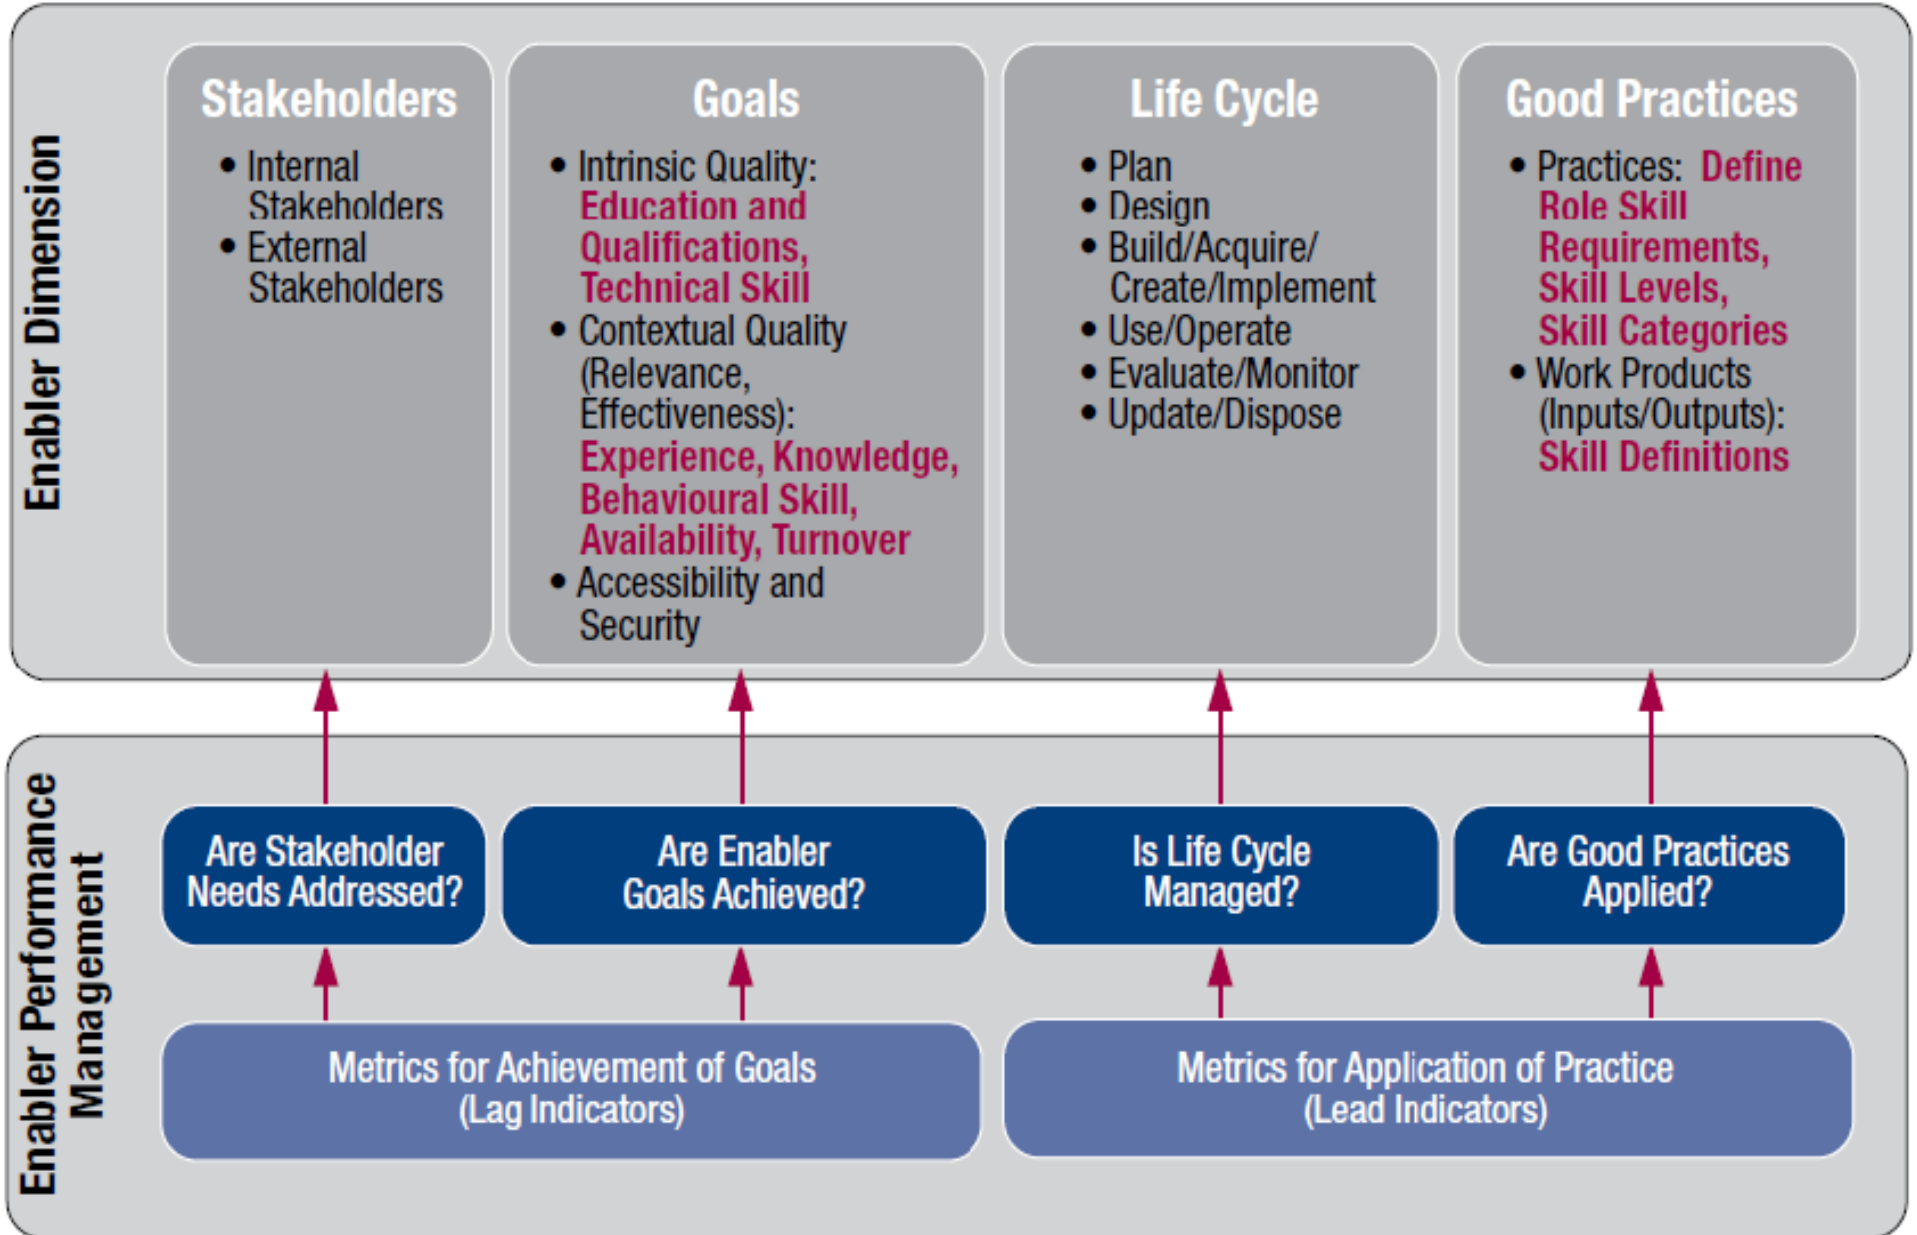 Enabler Dimension
Stakeholders
• Internal
Stakeholders
• External
Stakeholders
Goals
• Intrinsic Quality:
Education and
Qualifications,
Technical Skill
• Contextual Quality
(Relevance,
Effectiveness):
Experience, Knowledge,
Behavioural Skill,
Availability, Turnover
• Accessibility and
Security
Life Cycle
• Plan
• Design
• Build/Acquire/
Create/Implement
• Use/Operate
• Evaluate/Monitor
• Update/Dispose
Good Practices
• Practices: Define
Role Skill
Requirements,
Skill Levels,
Skill Categories
• Work Products
(Inputs/Outputs):
Skill Definitions
Enabler Performance
Management
Are Stakeholder
Needs Addressed?
Are Enabler
Goals Achieved?
Is Life Cycle
Managed?
Are Good Practices
Applied?
Metrics for Achievement of Goals
(Lag Indicators)
Metrics for Application of Practice
(Lead Indicators)